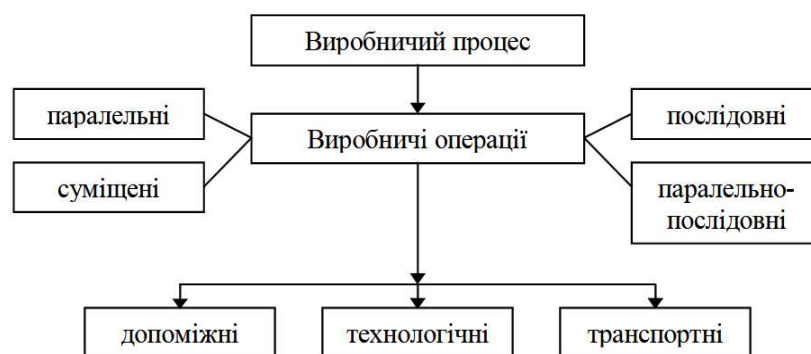 Виробничий процес
паралельні
Виробничі операції
послідовні
суміщені
паралельно-
послідовні
допоміжні
технологічні
транспортні